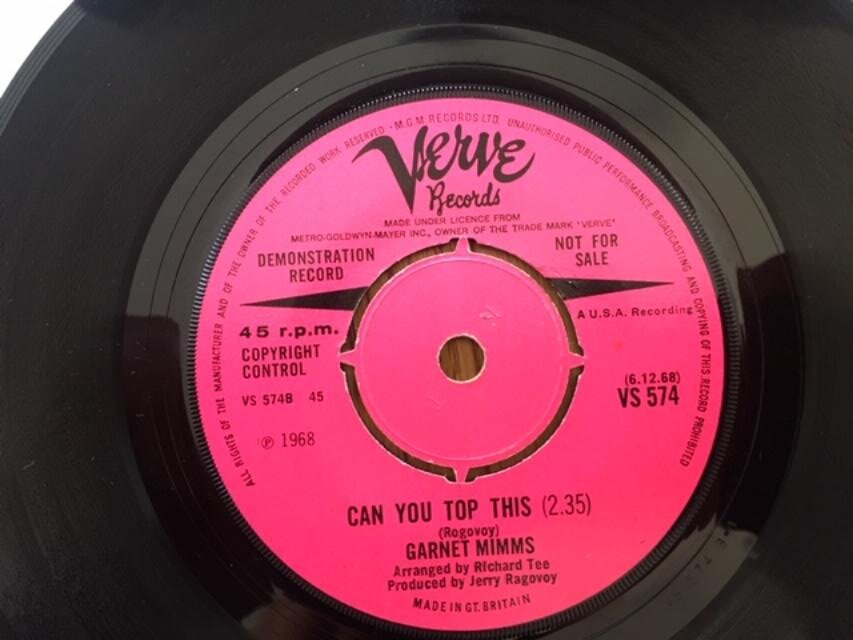 ALL RIGHTS OF THE MANUFACTURER AND OF THE OWNER OF THE RECORDED WORK RESERVED · M.G.M RECORDS LTD. UNAUTHORISED PUBLIC PERFORMANCE BROADCASTING AND COPYING OF THIS RECORD PROHIBITED
Verve
Records
MADE UNDER LICENCE FROM
METRO-GOLDWYN-MAYER INC., OWNER OF THE TRADE MARK 'VERVE'
DEMONSTRATION RECORD
NOT FOR SALE
45 r.p.m.
A U.S.A. Recording
COPYRIGHT CONTROL
VS 574B 45
(6.12.68)
VS 574
℗ 1968
CAN YOU TOP THIS (2.35)
(Rogovoy)
GARNET MIMMS
Arranged by Richard Tee
Produced by Jerry Ragovoy
MADE IN GT. BRITAIN